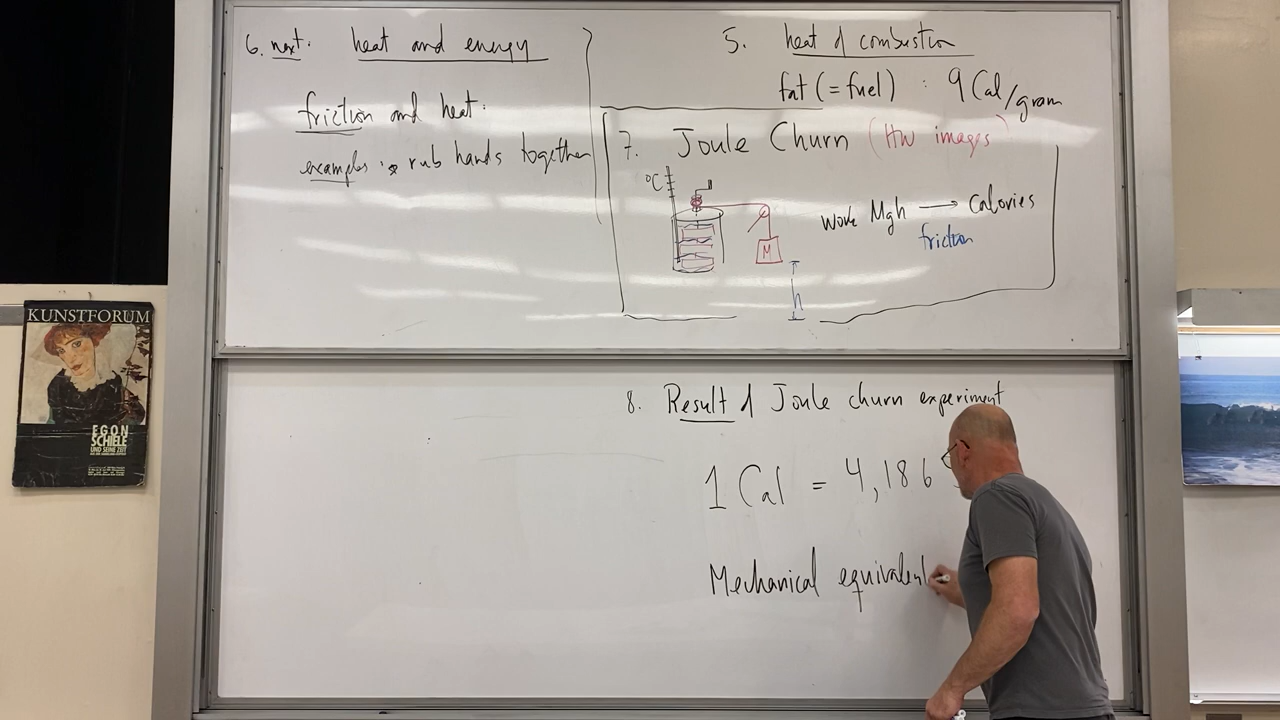 6. next: heat and energy
friction and heat:
examples: rub hands together
5. heat of combustion
fat (= fuel) : 9 Cal/gram
7. Joule Churn (HW images)
°C
M
h
work Mgh → Calories
friction
8. Result of Joule churn experiment
1 Cal = 4,186
Mechanical equivalent
KUNSTFORUM
EGON
SCHIELE
UND SEINE ZEIT